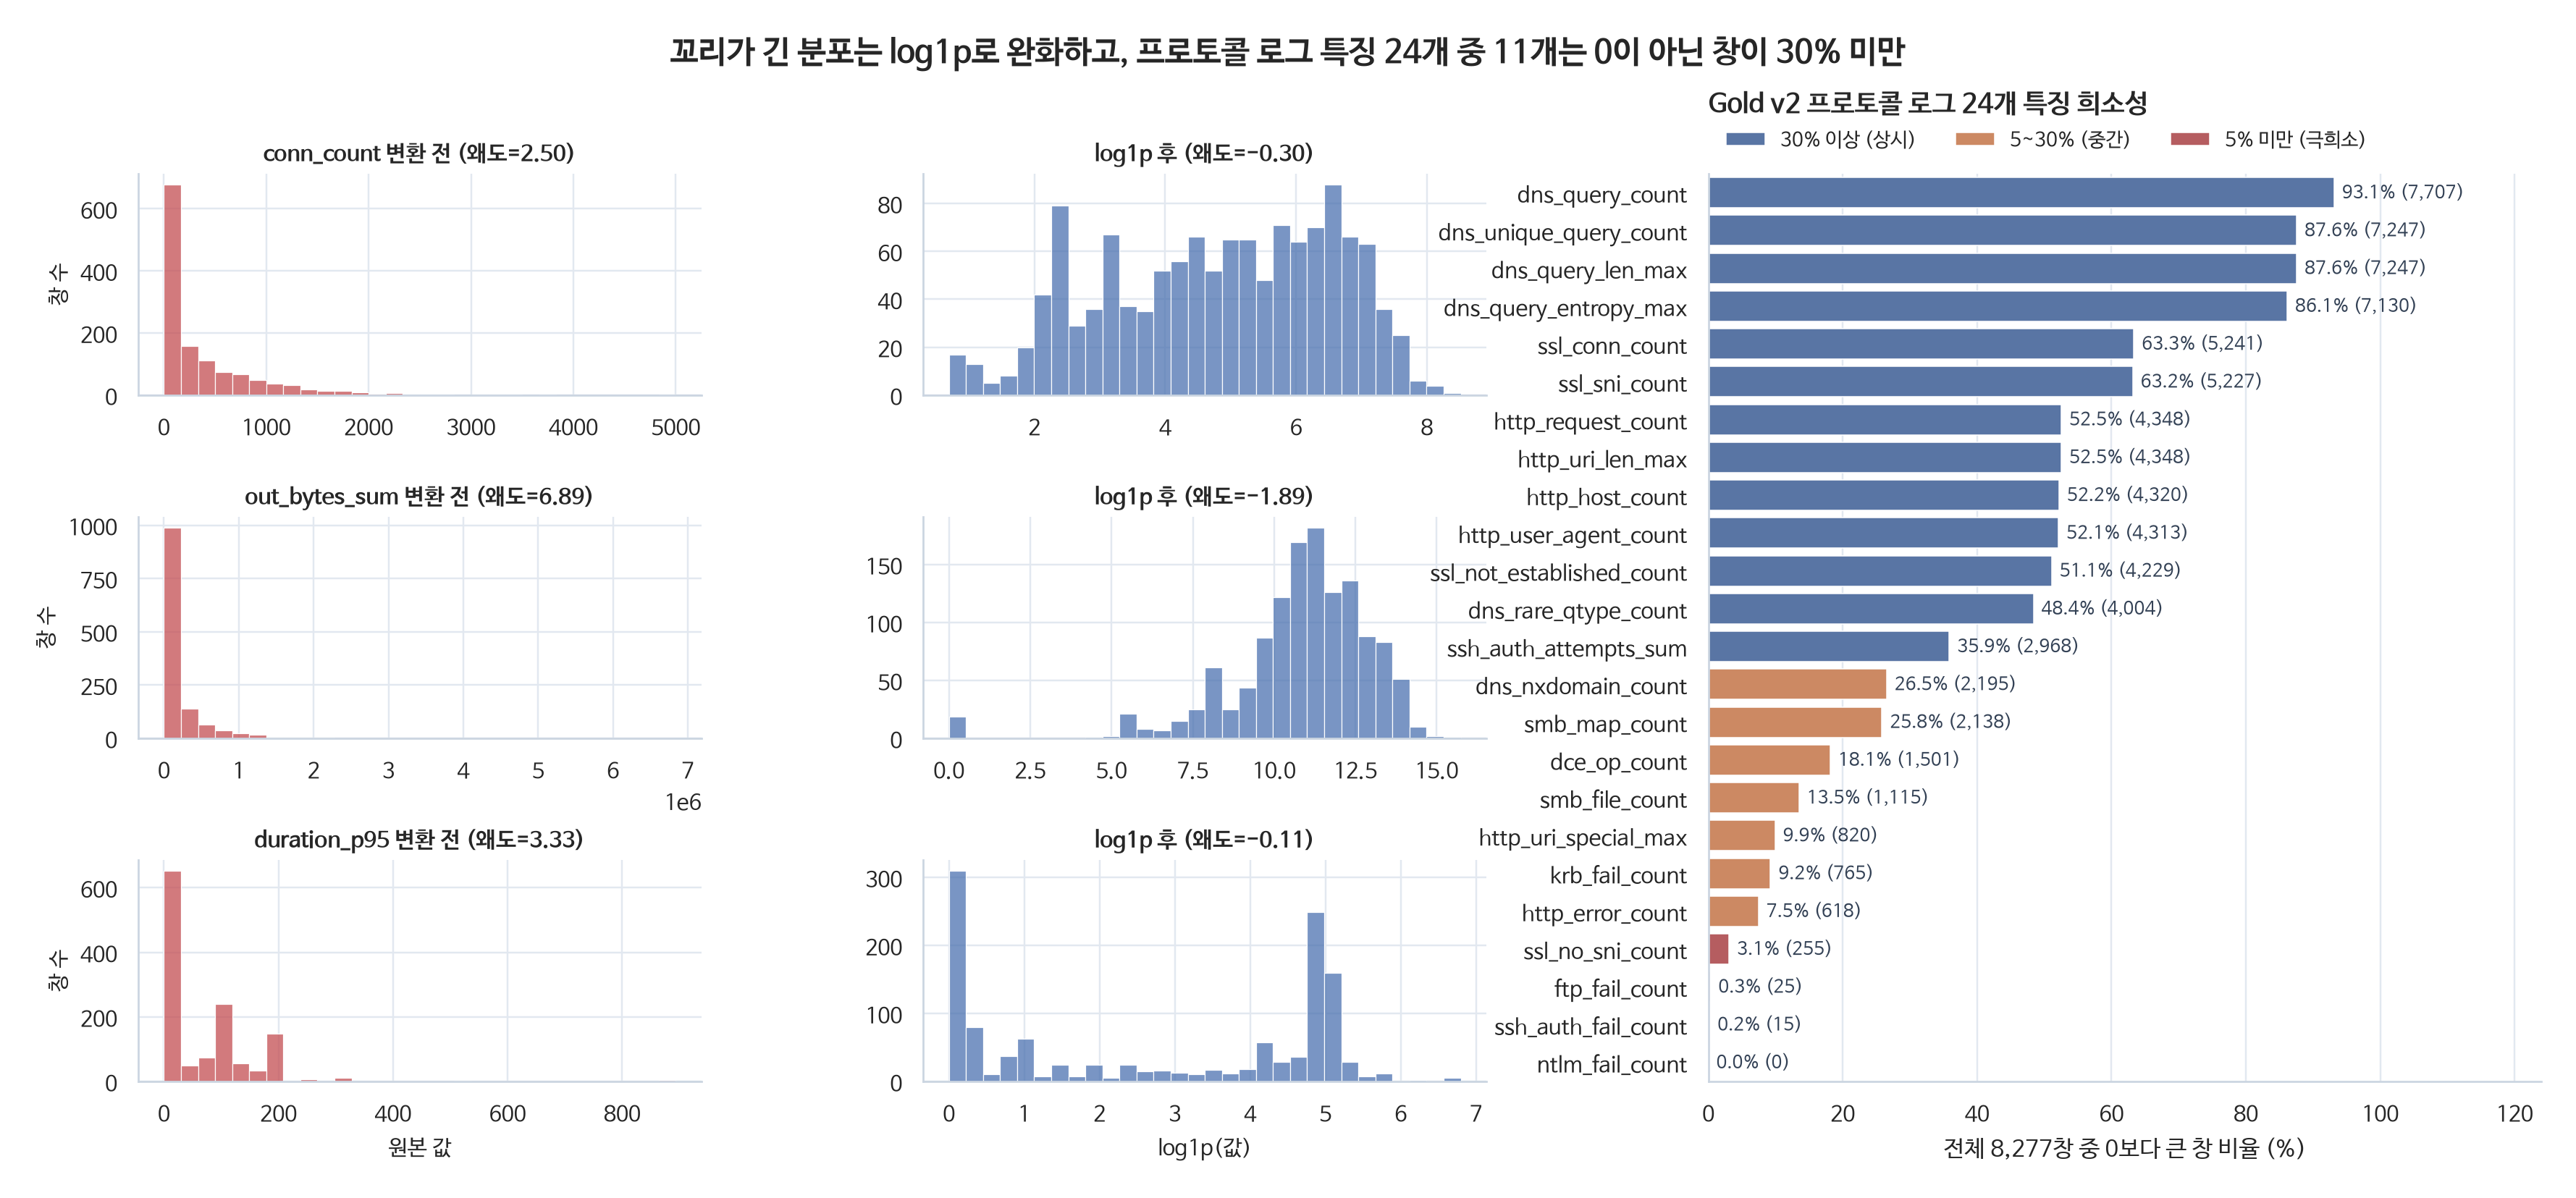 꼬리가 긴 분포는 log1p로 완화하고, 프로토콜 로그 특징 24개 중 11개는 0이 아닌 창이 30% 미만
conn_count 변환 전 (왜도=2.50)
창 수
600
400
200
0
0 1000 2000 3000 4000 5000
log1p 후 (왜도=-0.30)
80
60
40
20
0
2 4 6 8
out_bytes_sum 변환 전 (왜도=6.89)
창 수
1000
750
500
250
0
0 1 2 3 4 5 6 7
1e6
log1p 후 (왜도=-1.89)
150
100
50
0
0.0 2.5 5.0 7.5 10.0 12.5 15.0
duration_p95 변환 전 (왜도=3.33)
창 수
600
400
200
0
0 200 400 600 800
원본 값
log1p 후 (왜도=-0.11)
300
200
100
0
0 1 2 3 4 5 6 7
log1p(값)
Gold v2 프로토콜 로그 24개 특징 희소성
30% 이상 (상시) 5~30% (중간) 5% 미만 (극희소)
dns_query_count 93.1% (7,707)
dns_unique_query_count 87.6% (7,247)
dns_query_len_max 87.6% (7,247)
dns_query_entropy_max 86.1% (7,130)
ssl_conn_count 63.3% (5,241)
ssl_sni_count 63.2% (5,227)
http_request_count 52.5% (4,348)
http_uri_len_max 52.5% (4,348)
http_host_count 52.2% (4,320)
http_user_agent_count 52.1% (4,313)
ssl_not_established_count 51.1% (4,229)
dns_rare_qtype_count 48.4% (4,004)
ssh_auth_attempts_sum 35.9% (2,968)
dns_nxdomain_count 26.5% (2,195)
smb_map_count 25.8% (2,138)
dce_op_count 18.1% (1,501)
smb_file_count 13.5% (1,115)
http_uri_special_max 9.9% (820)
krb_fail_count 9.2% (765)
http_error_count 7.5% (618)
ssl_no_sni_count 3.1% (255)
ftp_fail_count 0.3% (25)
ssh_auth_fail_count 0.2% (15)
ntlm_fail_count 0.0% (0)
0 20 40 60 80 100 120
전체 8,277창 중 0보다 큰 창 비율 (%)